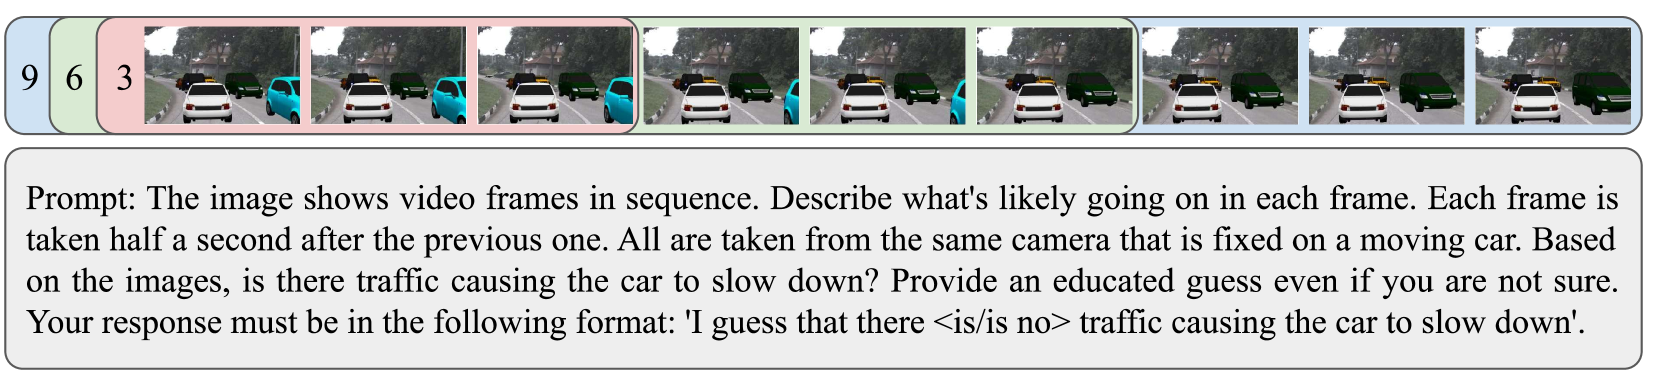 9 6 3
Prompt: The image shows video frames in sequence. Describe what's likely going on in each frame. Each frame is
taken half a second after the previous one. All are taken from the same camera that is fixed on a moving car. Based
on the images, is there traffic causing the car to slow down? Provide an educated guess even if you are not sure.
Your response must be in the following format: 'I guess that there <is/is no> traffic causing the car to slow down'.